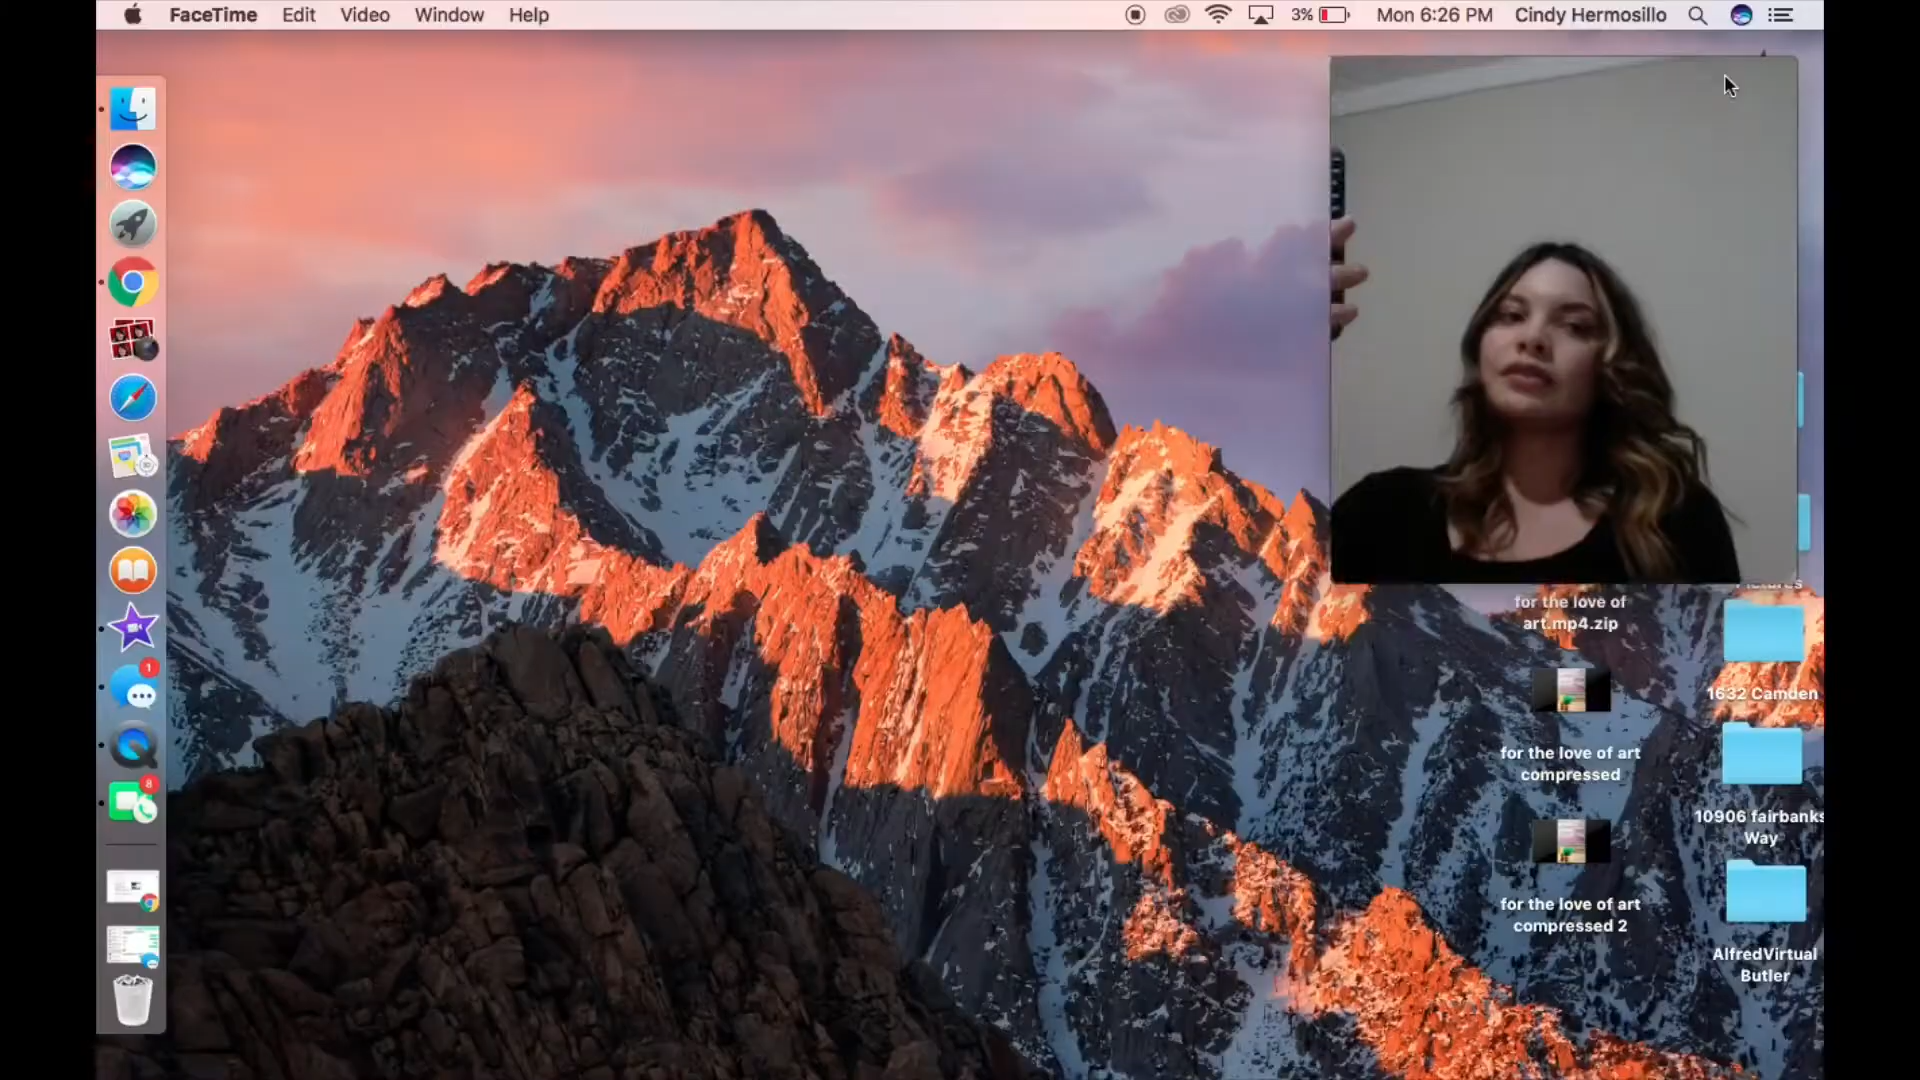 FaceTime Edit Video Window Help 3% Mon 6:26 PM Cindy Hermosillo
for the love of
art.mp4.zip
1632 Camden
for the love of art
compressed
10906 fairbanks
Way
for the love of art
compressed 2
AlfredVirtual
Butler
1
8